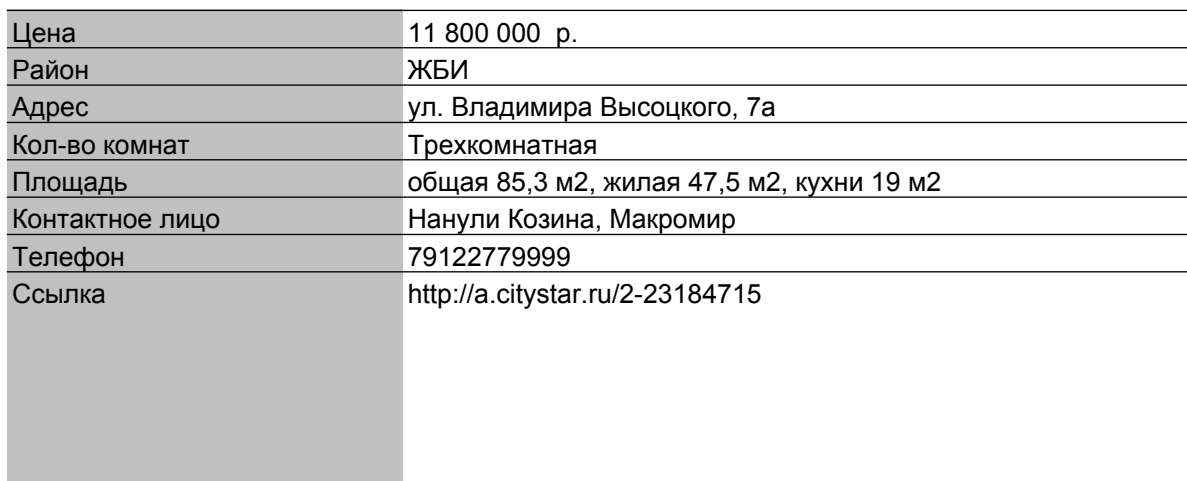 Цена 11 800 000 р.
Район ЖБИ
Адрес ул. Владимира Высоцкого, 7а
Кол-во комнат Трехкомнатная
Площадь общая 85,3 м2, жилая 47,5 м2, кухни 19 м2
Контактное лицо Нанули Козина, Макромир
Телефон 79122779999
Ссылка http://a.citystar.ru/2-23184715